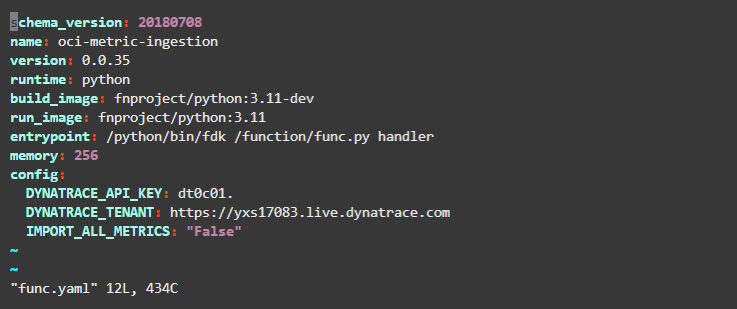 schema_version: 20180708
name: oci-metric-ingestion
version: 0.0.35
runtime: python
build_image: fnproject/python:3.11-dev
run_image: fnproject/python:3.11
entrypoint: /python/bin/fdk /function/func.py handler
memory: 256
config:
  DYNATRACE_API_KEY: dt0c01.
  DYNATRACE_TENANT: https://yxs17083.live.dynatrace.com
  IMPORT_ALL_METRICS: "False"
~
~
"func.yaml" 12L, 434C